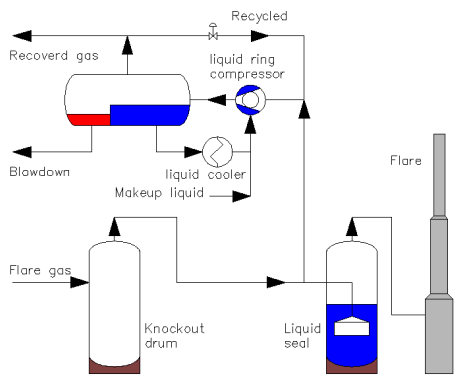 Recycled
Recoverd gas
liquid ring
compressor
Blowdown
liquid cooler
Makeup liquid
Flare
Flare gas
Knockout
drum
Liquid
seal